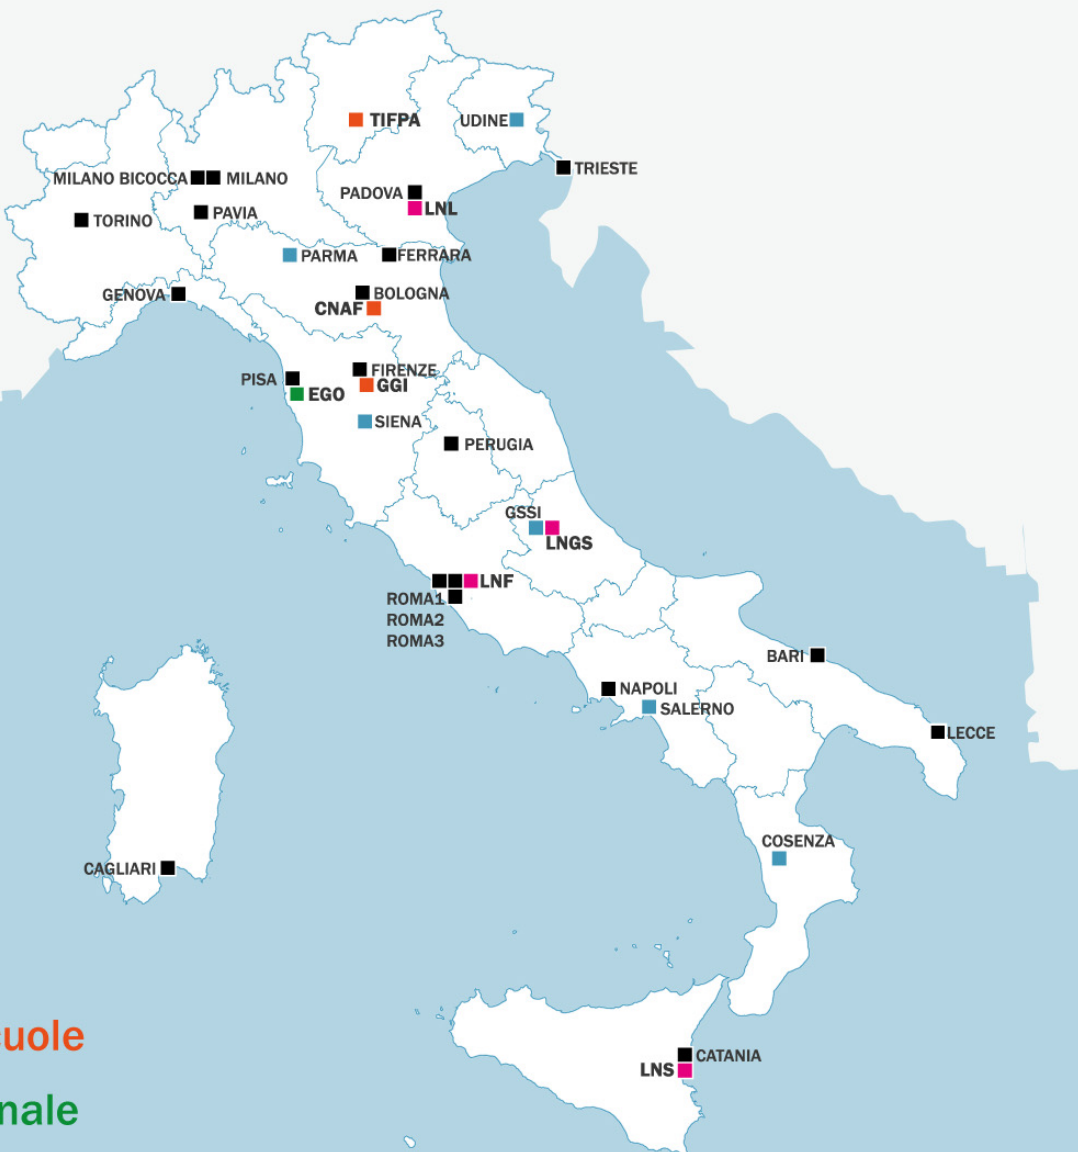 TIFPA
UDINE
TRIESTE
MILANO BICOCCA
MILANO
PADOVA
LNL
PAVIA
TORINO
PARMA
FERRARA
GENOVA
BOLOGNA
CNAF
FIRENZE
PISA
GGI
EGO
SIENA
PERUGIA
GSSI
LNGS
LNF
ROMA1
ROMA2
ROMA3
BARI
NAPOLI
SALERNO
LECCE
COSENZA
CAGLIARI
CATANIA
LNS
uole
nale